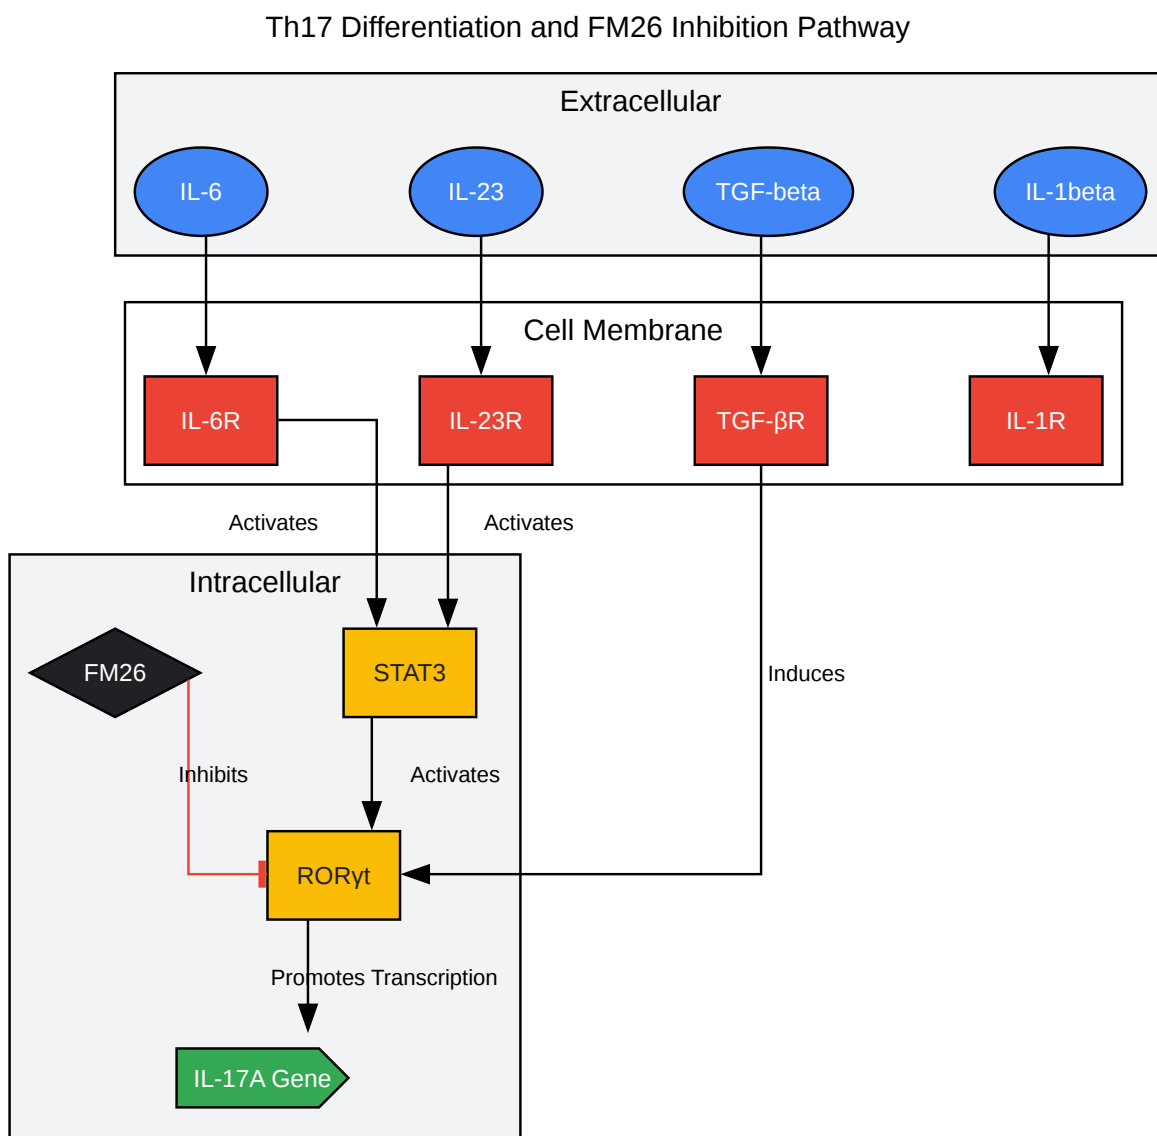 Th17 Differentiation and FM26 Inhibition Pathway
Extracellular
IL-6
IL-23
TGF-beta
IL-1beta
Cell Membrane
IL-6R
IL-23R
TGF-βR
IL-1R
Activates
Activates
Intracellular
FM26
STAT3
Induces
Inhibits
Activates
RORγt
Promotes Transcription
IL-17A Gene